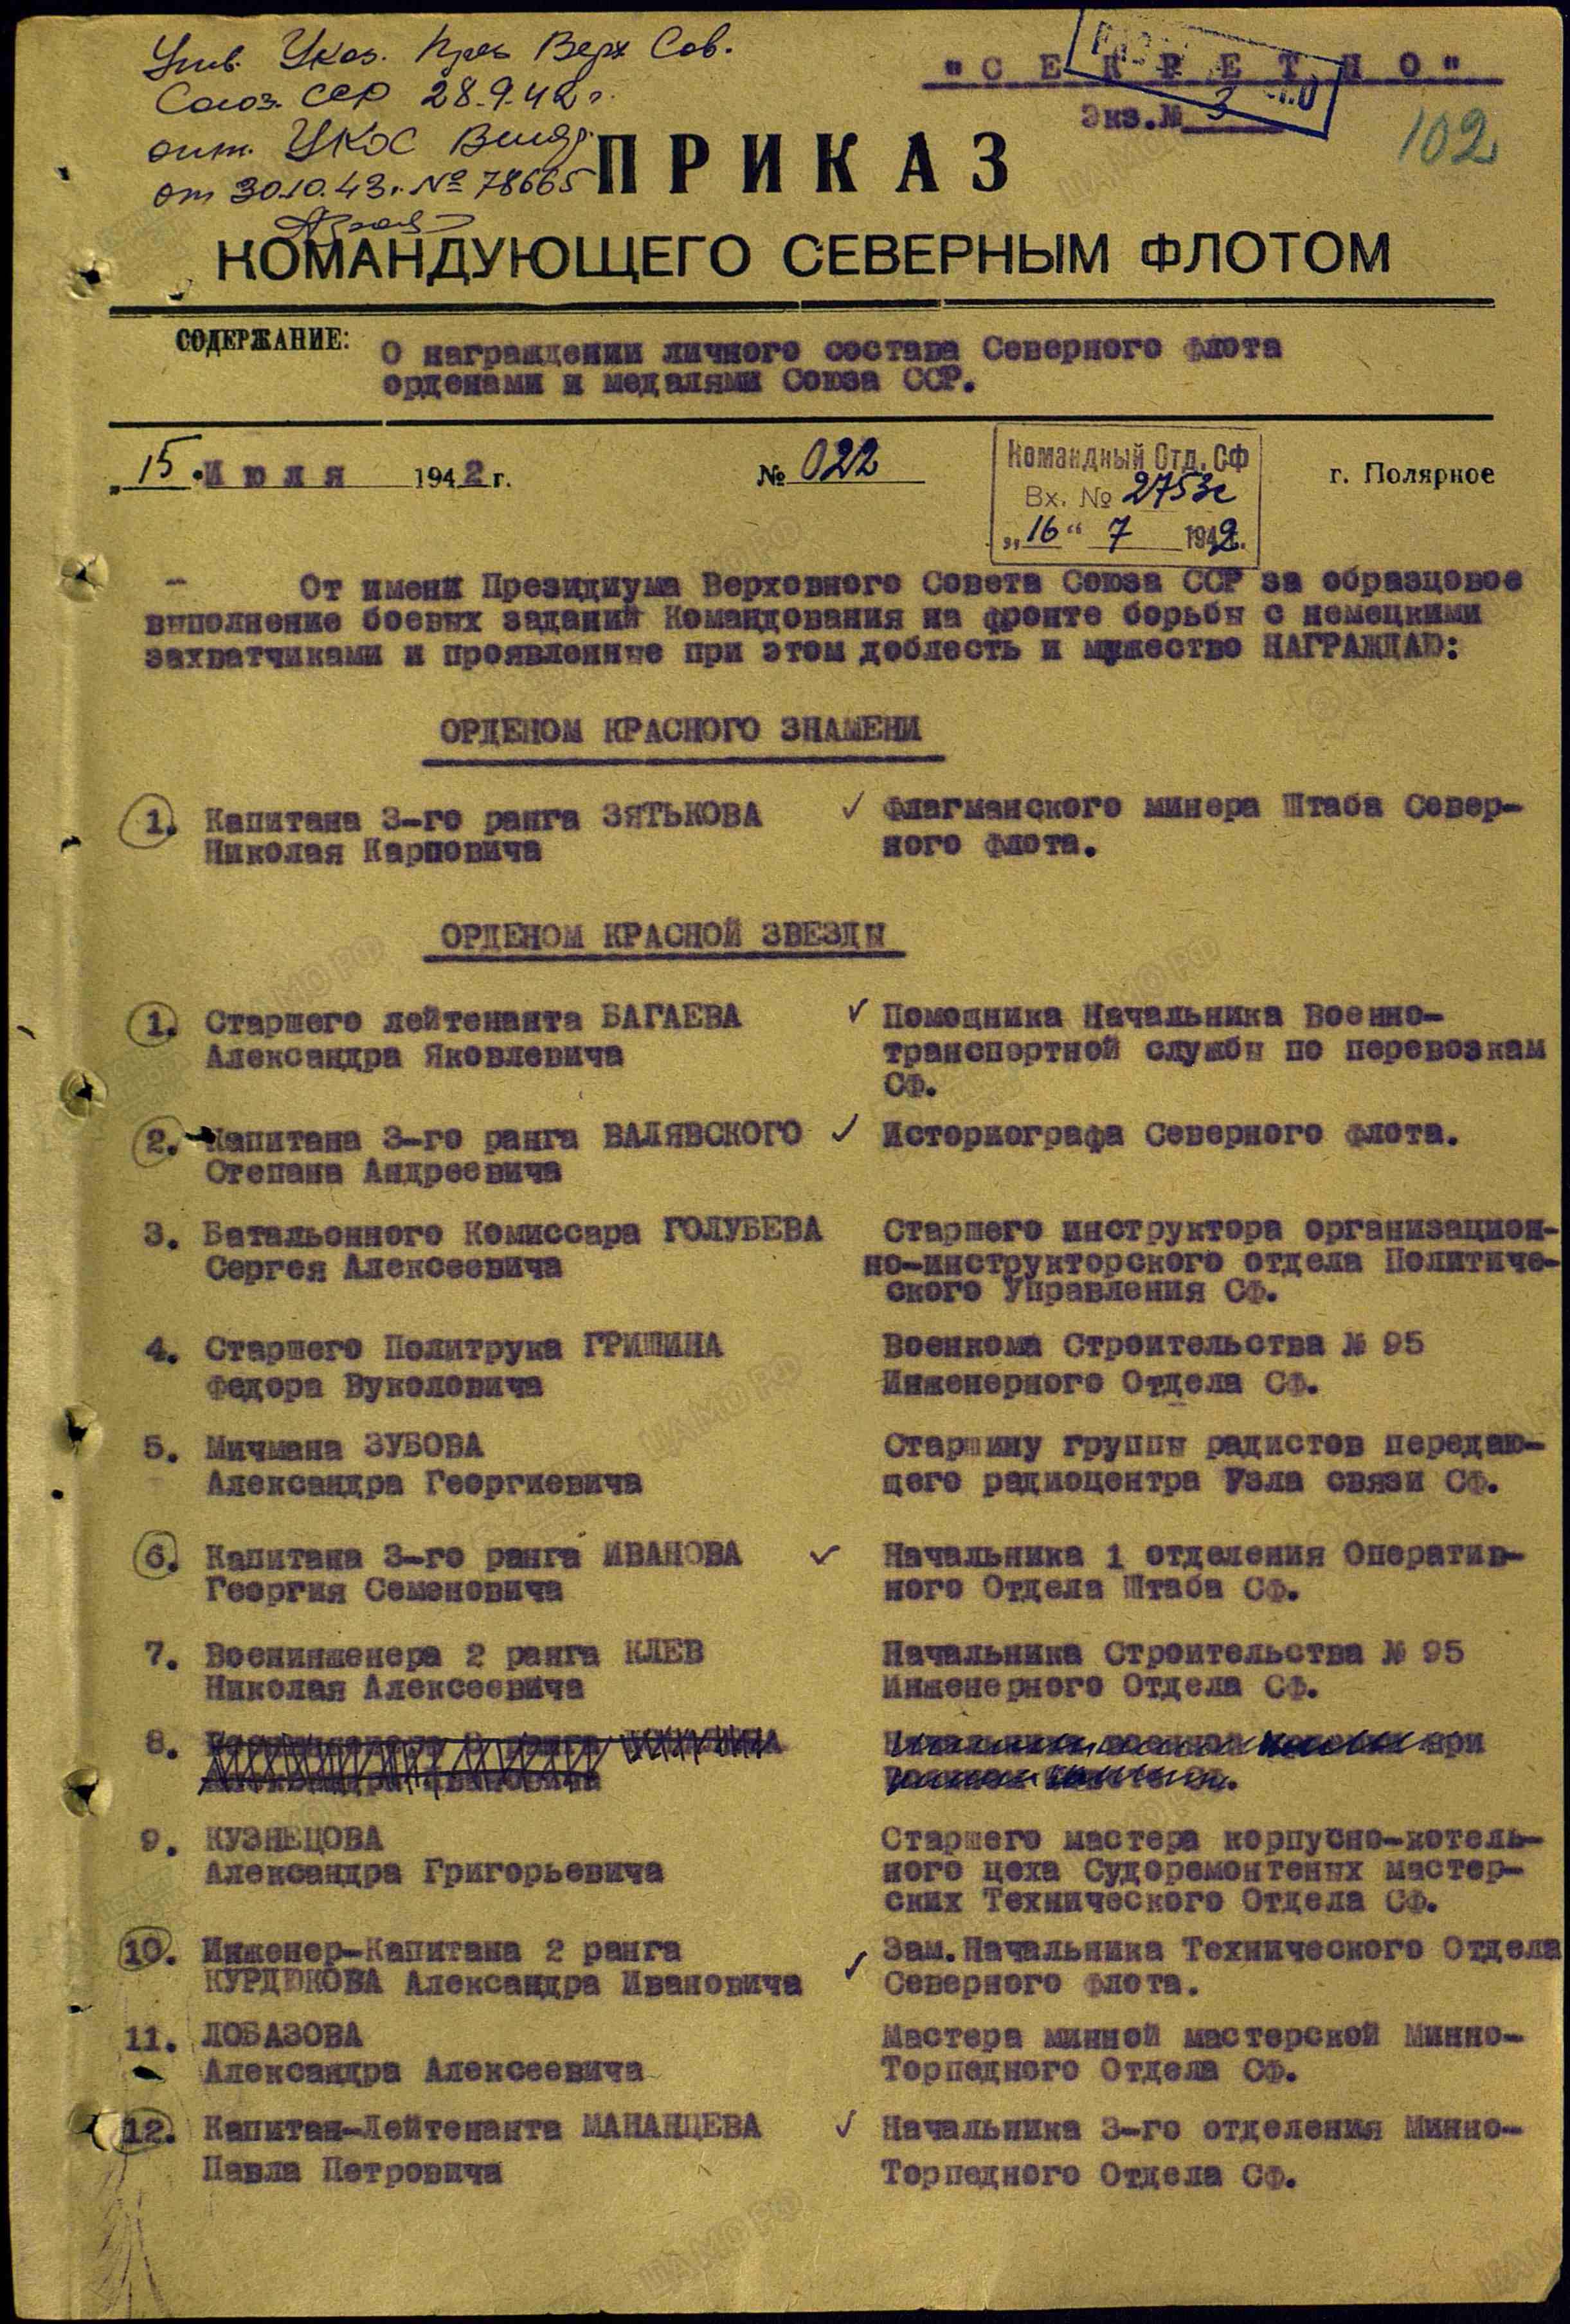 Утв. Указ. През Верх Сов.
Союз. ССР 28.9.42 г.
от 30.10.43 г. № 78665
"С Е К Р Е Т Н О"
Экз. № 3
102
ПРИКАЗ
КОМАНДУЮЩЕГО СЕВЕРНЫМ ФЛОТОМ
СОДЕРЖАНИЕ: О награждении личного состава Северного флота
орденами и медалями Союза ССР.
„15" Июля 1942 г. № 022 г. Полярное
Командный Отд. СФ
Вх. № 2753с
„16" 7 1942г.
От имени Президиума Верховного Совета Союза ССР за образцовое
выполнение боевых заданий Командования на фронте борьбы с немецкими
захватчиками и проявленные при этом доблесть и мужество НАГРАЖДАЮ:
ОРДЕНОМ КРАСНОГО ЗНАМЕНИ
1. Капитана 3-го ранга ЗЯТЬКОВА ✓ Флагманского минера Штаба Север-
Николая Карповича ного флота.
ОРДЕНОМ КРАСНОЙ ЗВЕЗДЫ
1. Старшего лейтенанта БАГАЕВА ✓ Помощника Начальника Военно-
Александра Яковлевича транспортной службы по перевозкам
СФ.
2. Капитана 3-го ранга ВАЛЯВСКОГО ✓ Историографа Северного флота.
Степана Андреевича
3. Батальонного Комиссара ГОЛУБЕВА Старшего инструктора организацион-
Сергея Алексеевича но-инструкторского отдела Политиче-
ского Управления СФ.
4. Старшего Политрука ГРИШИНА Военкома Строительства № 95
Федора Вуколовича Инженерного Отдела СФ.
5. Мичмана ЗУБОВА Старшину группы радистов передаю-
Александра Георгиевича щего радиоцентра Узла связи СФ.
6. Капитана 3-го ранга ИВАНОВА ✓ Начальника 1 отделения Оператив-
Георгия Семеновича ного Отдела Штаба СФ.
7. Военинженера 2 ранга КЛЕВ Начальника Строительства № 95
Николая Алексеевича Инженерного Отдела СФ.
8. при
9. КУЗНЕЦОВА Старшего мастера корпусно-котель-
Александра Григорьевича ного цеха Судоремонтеных мастер-
ских Технического Отдела СФ.
10. Инженер-Капитана 2 ранга ✓ Зам.Начальника Технического Отдела
КУРДЮКОВА Александра Ивановича Северного флота.
11. ЛОБАЗОВА Мастера минной мастерской Минно-
Александра Алексеевича Торпедного Отдела СФ.
12. Капитан-Лейтенанта МАНАНЦЕВА ✓ Начальника 3-го отделения Минно-
Павла Петровича Торпедного Отдела СФ.